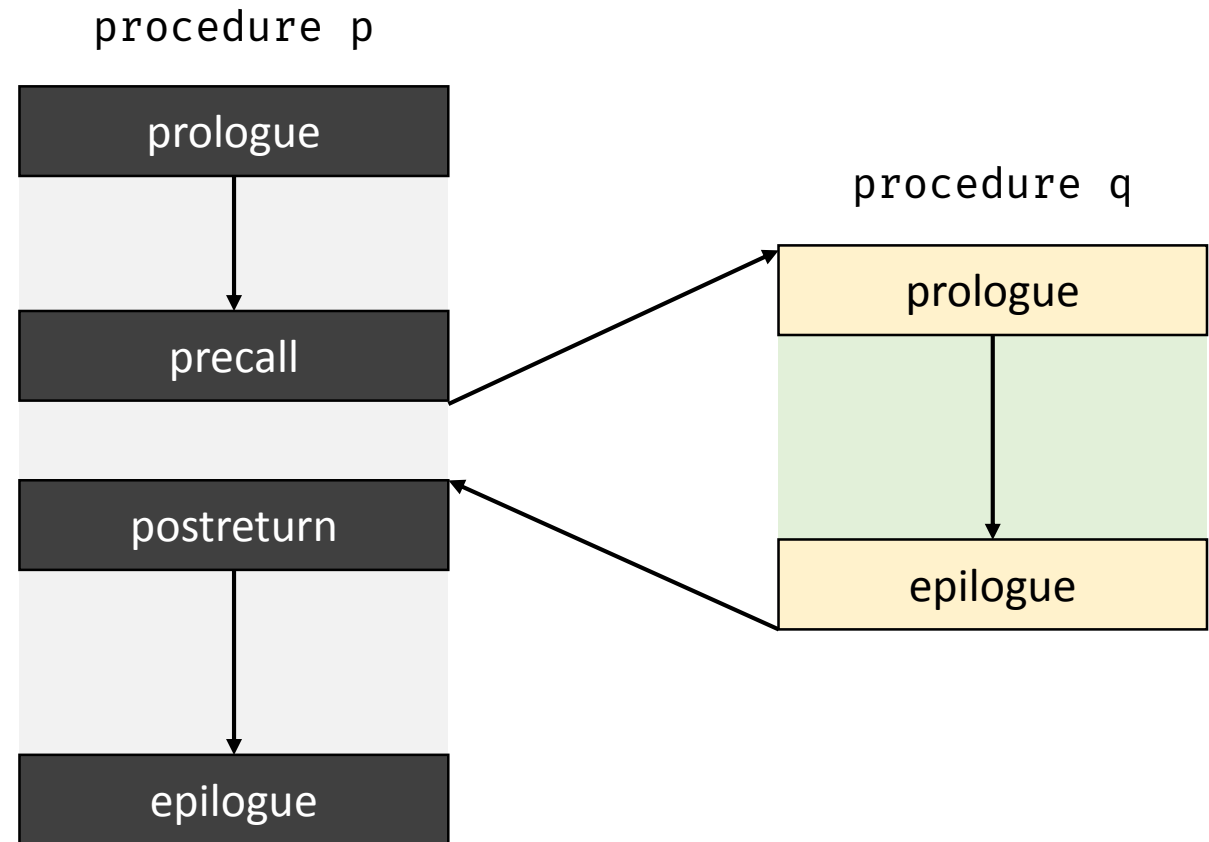 procedure p
prologue
precall
postreturn
epilogue
procedure q
prologue
epilogue